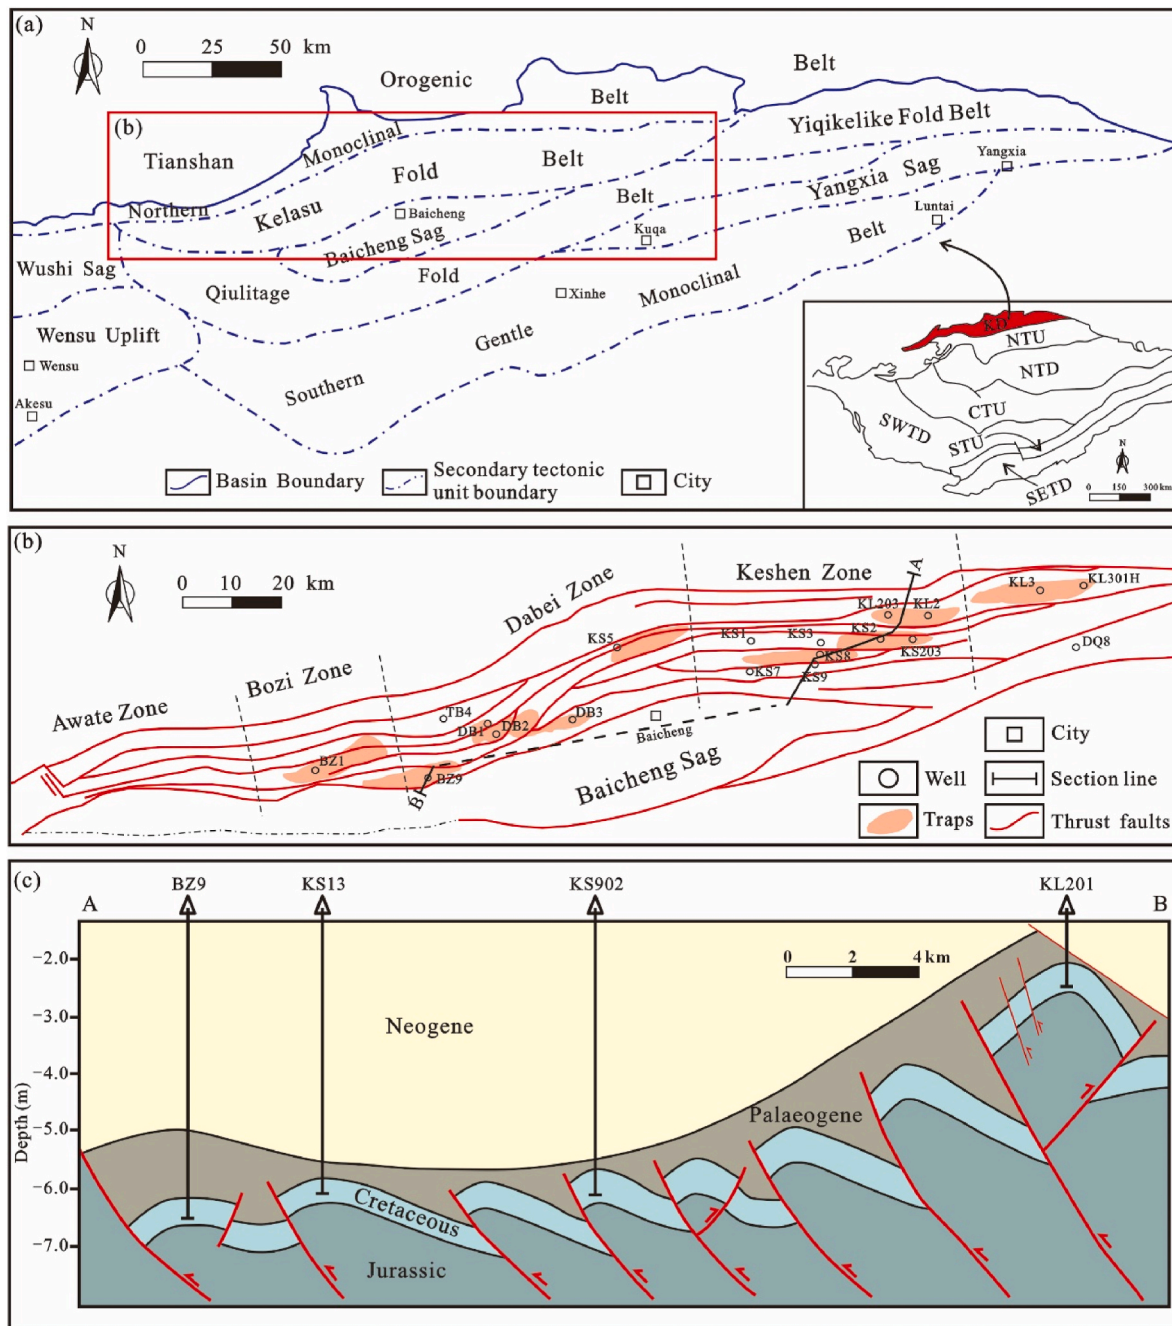 (a)
N
0 25 50 km
Orogenic
Belt
Belt
(b)
Tianshan
Monoclinal
Fold
Belt
Yiqikelike Fold Belt
Northern
Kelasu
Baicheng
Baicheng Sag
Belt
Kuqa
Yangxia Sag
Yangxia
Luntai
Belt
Wushi Sag
Qiulitage
Fold
Xinhe
Monoclinal
Wensu Uplift
Gentle
Wensu
Southern
Akesu
KD
NTU
NTD
CTU
SWTD
STU
SETD
N
0 150 300 km
Basin Boundary
Secondary tectonic
unit boundary
City
(b)
N
0 10 20 km
Awate Zone
Bozi Zone
Dabei Zone
Keshen Zone
A
KL3
KL301H
KL203
KL2
KS5
KS1
KS3
KS2
KS203
KS8
KS7
KS9
DQ8
TB4
DB1
DB2
DB3
Baicheng
BZ1
BZ9
B
Baicheng Sag
City
Well
Section line
Traps
Thrust faults
(c)
BZ9
KS13
KS902
KL201
A
B
0 2 4 km
Depth (m)
−2.0
−3.0
−4.0
−5.0
−6.0
−7.0
Neogene
Palaeogene
Cretaceous
Jurassic